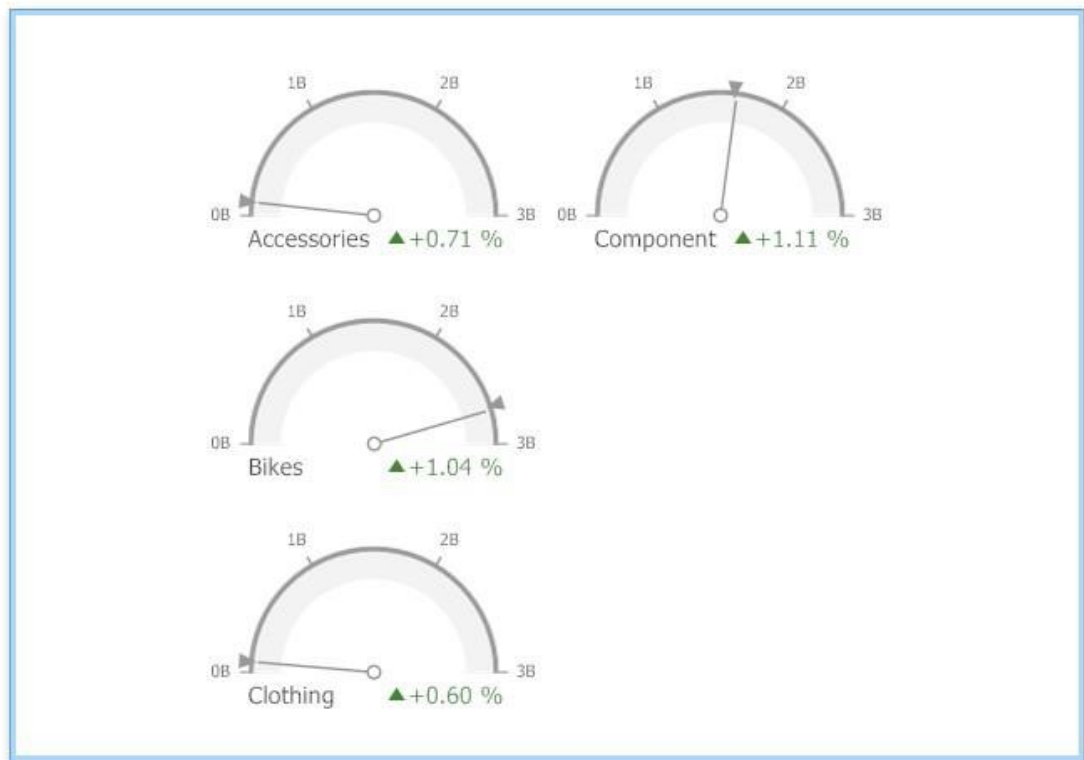 1B 2B
0B 3B
Accessories ▲+0.71 %
1B 2B
0B 3B
Component ▲+1.11 %
1B 2B
0B 3B
Bikes ▲+1.04 %
1B 2B
0B 3B
Clothing ▲+0.60 %